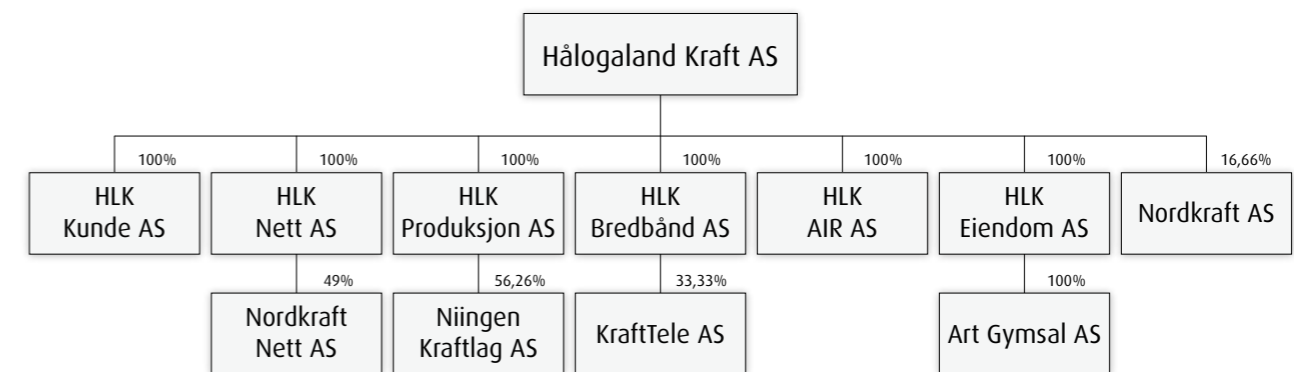 Hålogaland Kraft AS
100%
100%
100%
100%
100%
100%
16,66%
HLK
Kunde AS
HLK
Nett AS
HLK
Produksjon AS
HLK
Bredbånd AS
HLK
AIR AS
HLK
Eiendom AS
Nordkraft AS
49%
56,26%
33,33%
100%
Nordkraft
Nett AS
Niingen
Kraftlag AS
KraftTele AS
Art Gymsal AS